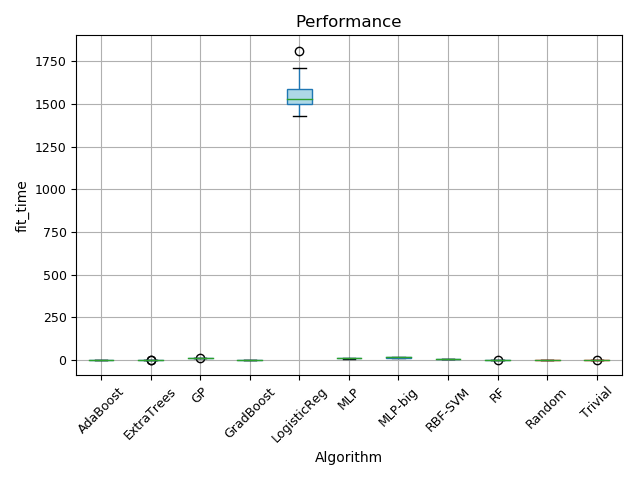 Performance
1750
1500
1250
1000
750
500
250
0
fit_time
AdaBoost
ExtraTrees
GP
GradBoost
LogisticReg
MLP
MLP-big
RBF-SVM
RF
Random
Trivial
Algorithm